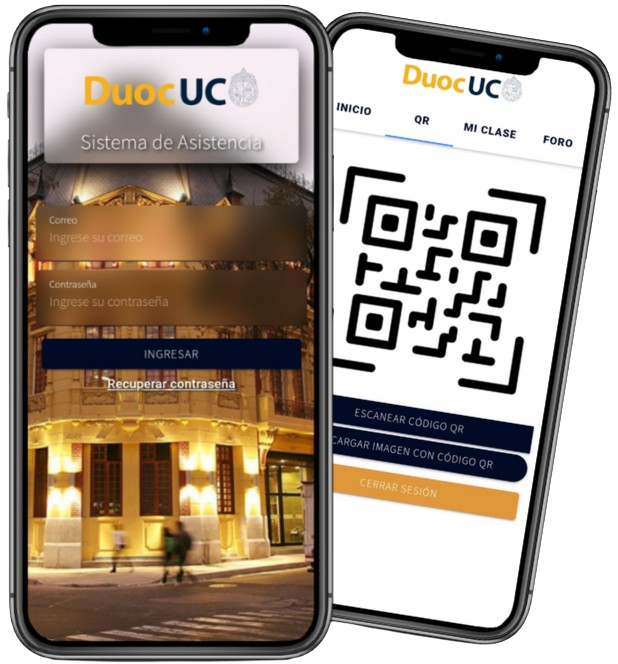 DuocUC
Sistema de Asistencia
Correo
Ingrese su correo
Contraseña
Ingrese su contraseña
INGRESAR
Recuperar contraseña
DuocUC
INICIO
QR
MI CLASE
FORO
ESCANEAR CÓDIGO QR
CARGAR IMAGEN CON CÓDIGO QR
CERRAR SESIÓN